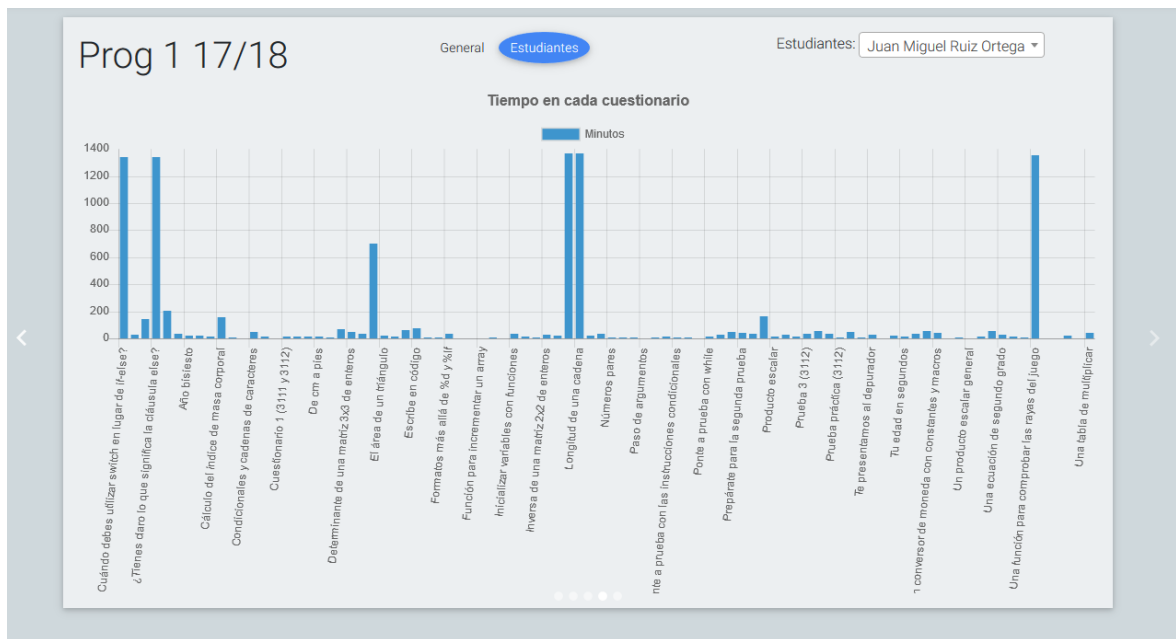 Prog 1 17/18
General
Estudiantes
Estudiantes:
Juan Miguel Ruiz Ortega
Tiempo en cada cuestionario
Minutos
1400
1200
1000
800
600
400
200
0
Cuándo debes utilizar switch en lugar de if-else?
¿Tienes claro lo que significa la cláusula else?
Año bisiesto
Cálculo del índice de masa corporal
Condicionales y cadenas de caracteres
Cuestionario 1 (3111 y 3112)
De cm a pies
Determinante de una matriz 3x3 de enteros
El área de un triángulo
Escribe en código
Formatos más allá de %d y %lf
Función para incrementar un array
Inicializar variables con funciones
Inversa de una matriz 2x2 de enteros
Longitud de una cadena
Números pares
Paso de argumentos
nte a prueba con las instrucciones condicionales
Ponte a prueba con while
Prepárate para la segunda prueba
Producto escalar
Prueba 3 (3112)
Prueba práctica (3112)
Te presentamos al depurador
Tu edad en segundos
n conversor de moneda con constantes y macros
Un producto escalar general
Una ecuación de segundo grado
Una función para comprobar las rayas del juego
Una tabla de multiplicar